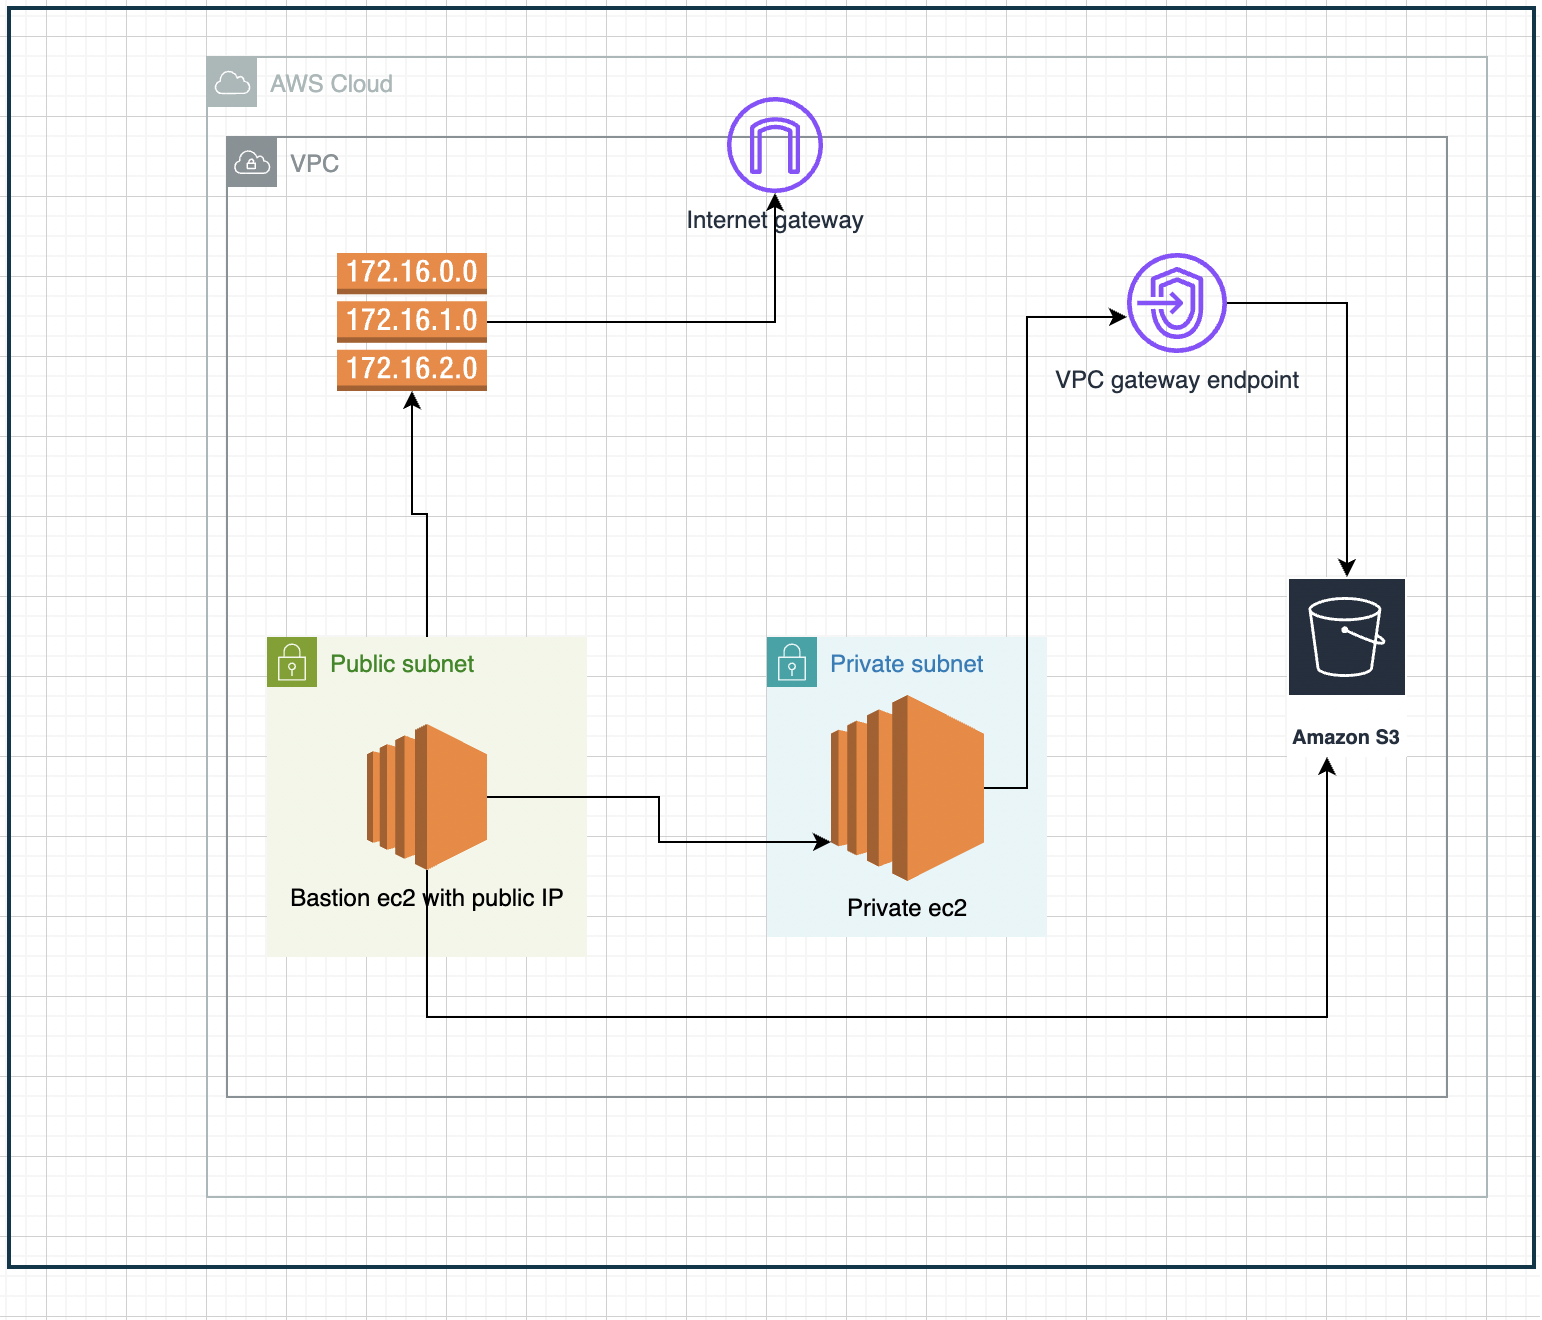 AWS Cloud
VPC
Internet gateway
172.16.0.0
172.16.1.0
172.16.2.0
VPC gateway endpoint
Public subnet
Private subnet
Amazon S3
Bastion ec2 with public IP
Private ec2